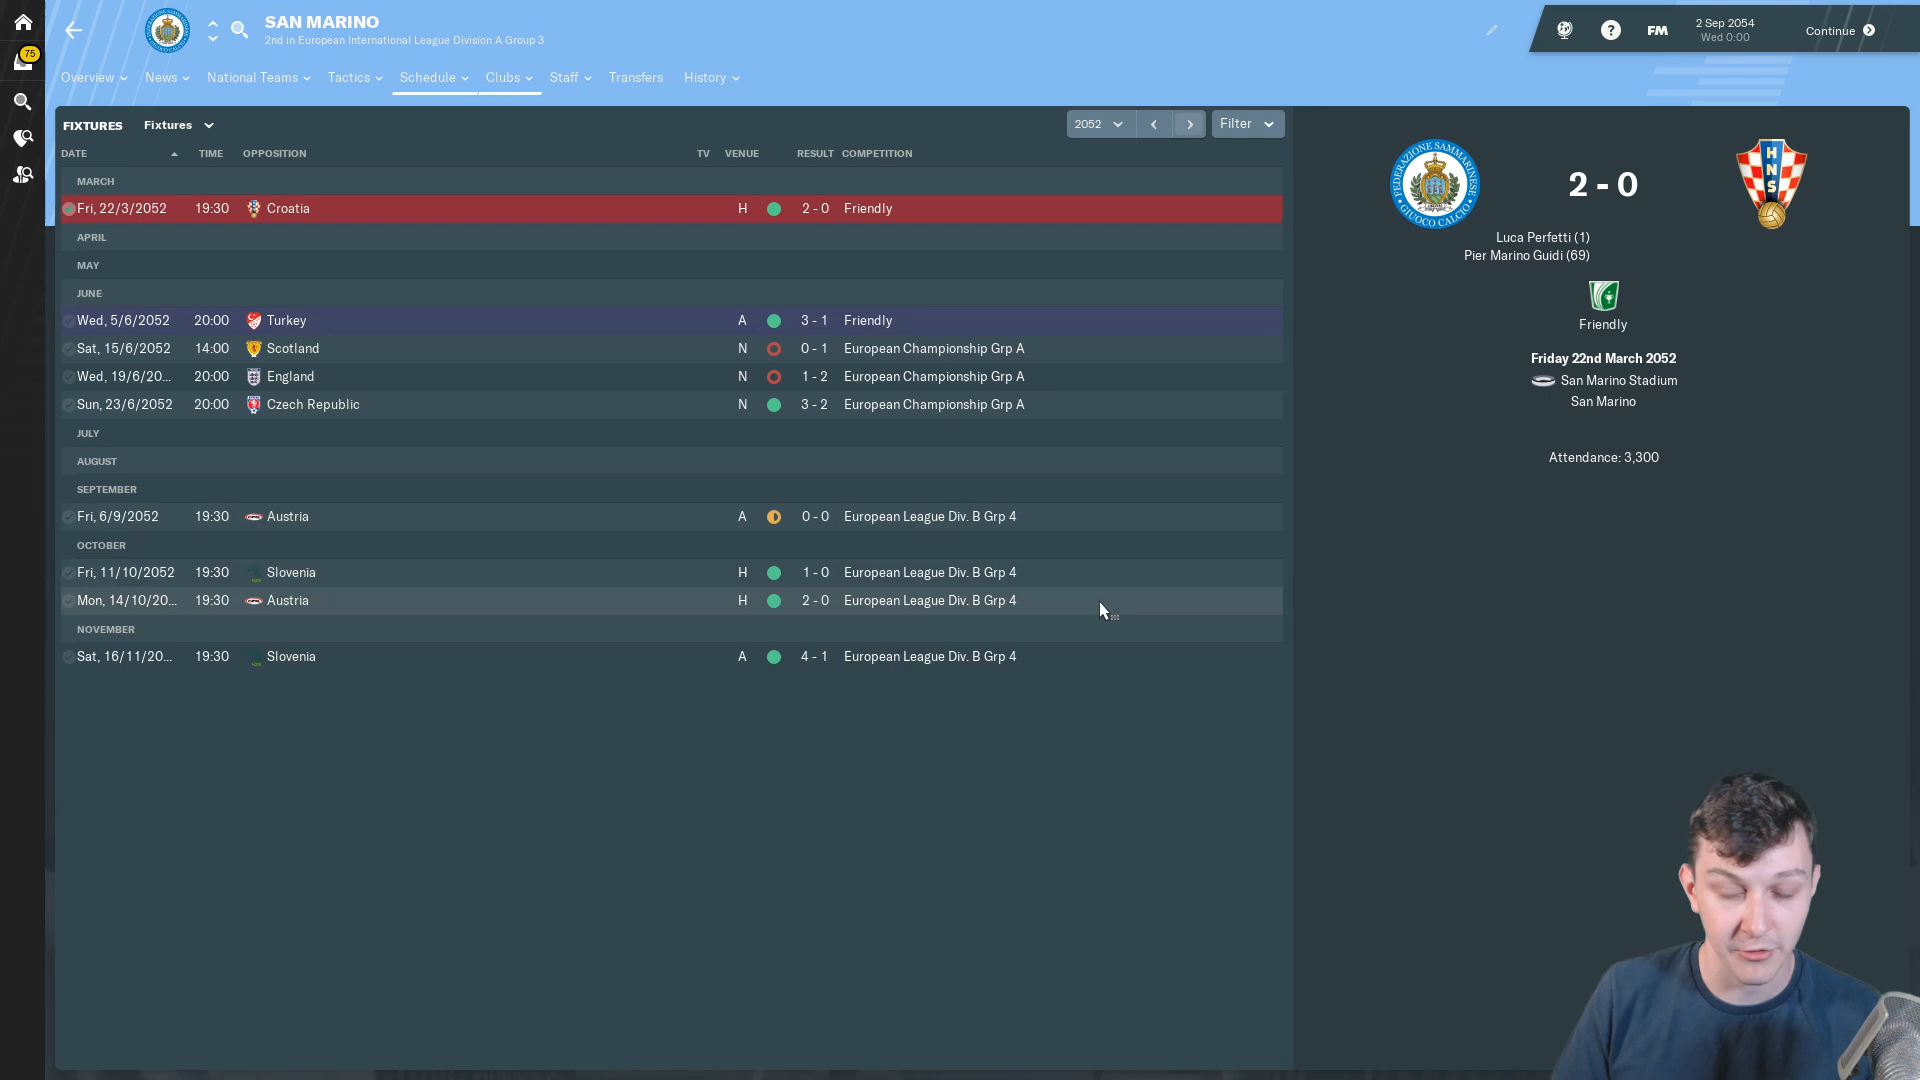 SAN MARINO
2nd in European International League Division A Group 3
75
2 Sep 2054
Wed 0:00
FM
Continue
Overview News National Teams Tactics Schedule Clubs Staff Transfers History
FIXTURES Fixtures 2052 Filter
DATE TIME OPPOSITION TV VENUE RESULT COMPETITION
MARCH
Fri, 22/3/2052 19:30 Croatia H 2 - 0 Friendly
APRIL
MAY
JUNE
Wed, 5/6/2052 20:00 Turkey A 3 - 1 Friendly
Sat, 15/6/2052 14:00 Scotland N 0 - 1 European Championship Grp A
Wed, 19/6/20... 20:00 England N 1 - 2 European Championship Grp A
Sun, 23/6/2052 20:00 Czech Republic N 3 - 2 European Championship Grp A
JULY
AUGUST
SEPTEMBER
Fri, 6/9/2052 19:30 Austria A 0 - 0 European League Div. B Grp 4
OCTOBER
Fri, 11/10/2052 19:30 Slovenia H 1 - 0 European League Div. B Grp 4
Mon, 14/10/20... 19:30 Austria H 2 - 0 European League Div. B Grp 4
NOVEMBER
Sat, 16/11/20... 19:30 Slovenia A 4 - 1 European League Div. B Grp 4
FEDERAZIONE SAMMARINESE
GIUOCO CALCIO
2 - 0
HNS
Luca Perfetti (1)
Pier Marino Guidi (69)
Friendly
Friday 22nd March 2052
San Marino Stadium
San Marino
Attendance: 3,300